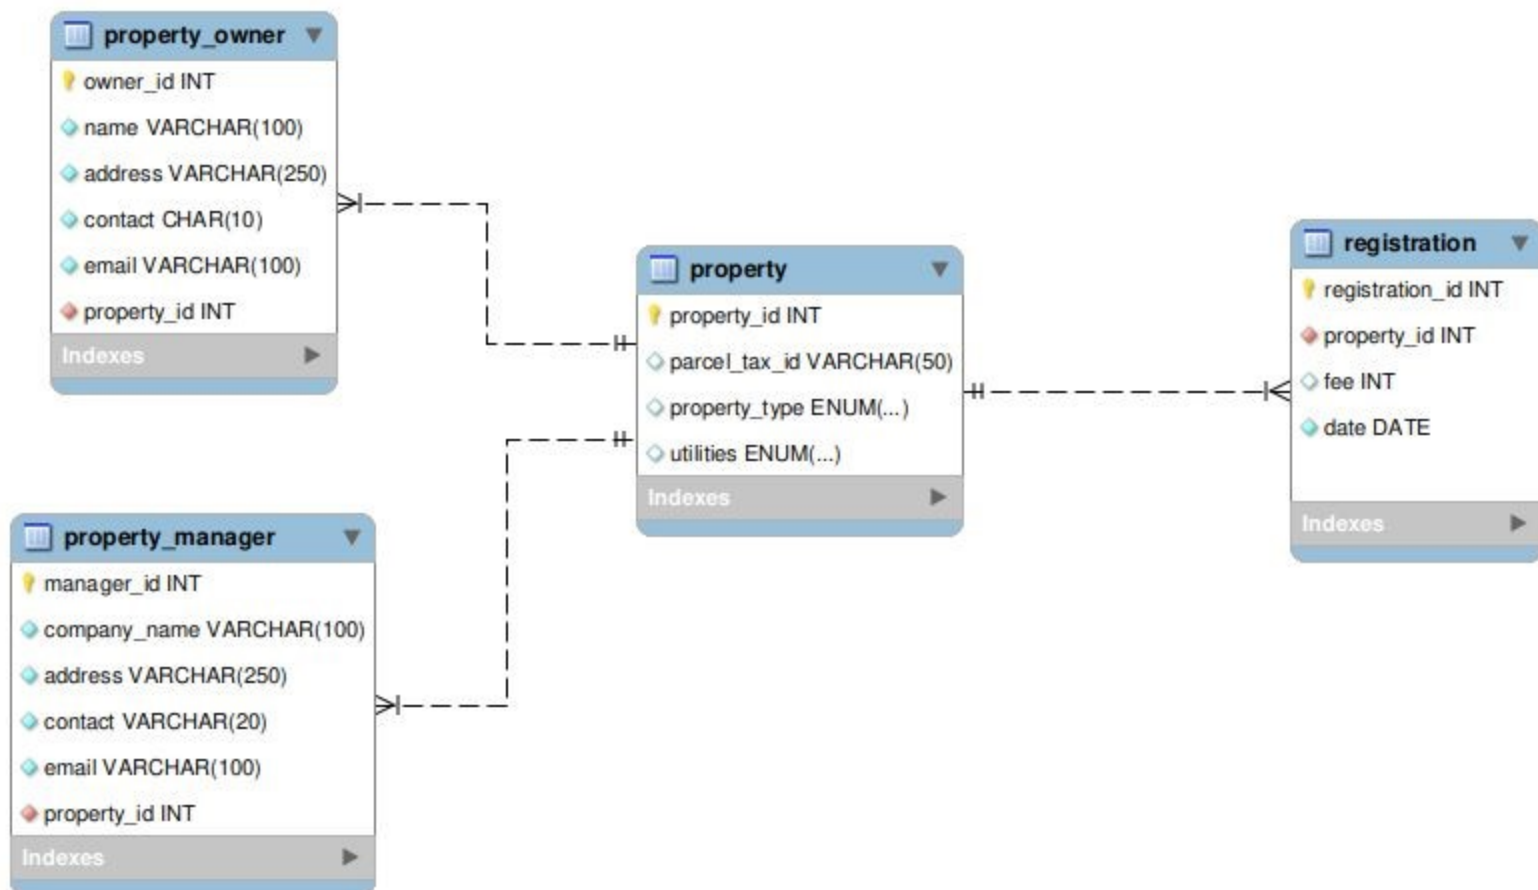 property_owner
owner_id INT
name VARCHAR(100)
address VARCHAR(250)
contact CHAR(10)
email VARCHAR(100)
property_id INT
Indexes
property
property_id INT
parcel_tax_id VARCHAR(50)
property_type ENUM(...)
utilities ENUM(...)
Indexes
registration
registration_id INT
property_id INT
fee INT
date DATE
Indexes
property_manager
manager_id INT
company_name VARCHAR(100)
address VARCHAR(250)
contact VARCHAR(20)
email VARCHAR(100)
property_id INT
Indexes